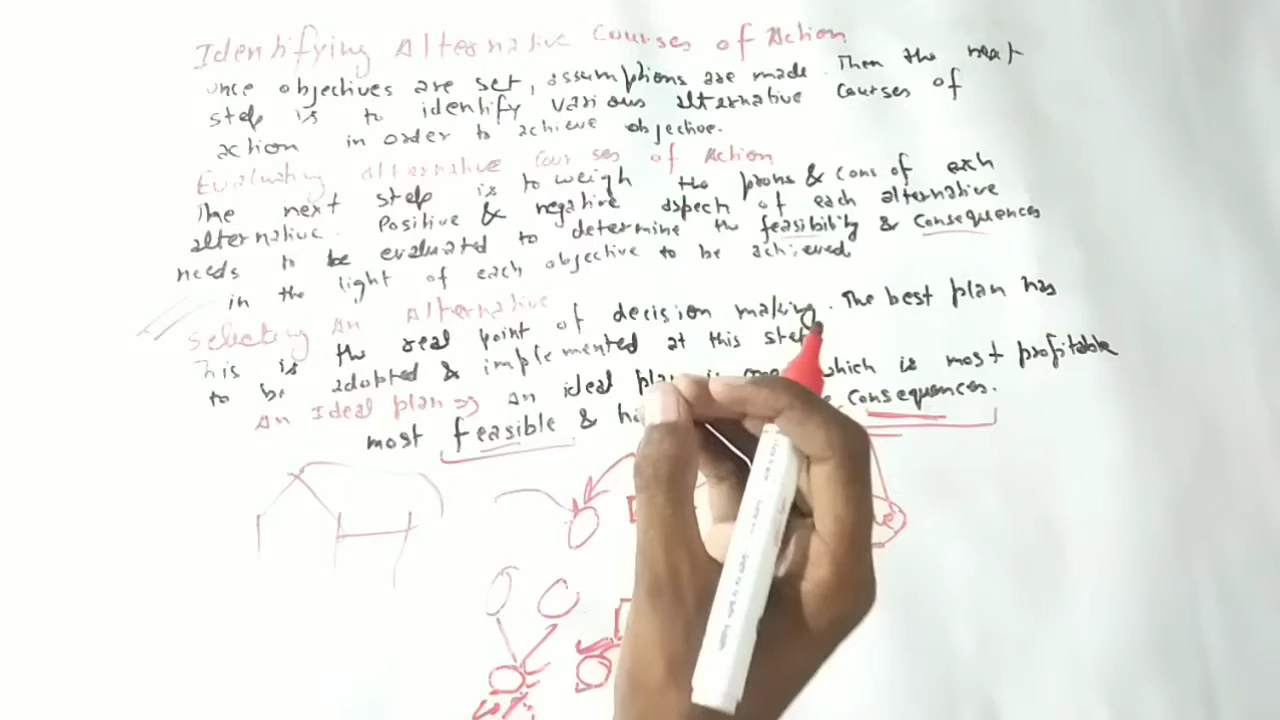 Identifying Alternative Courses of Action
once objectives are set, assumptions are made. Then the next
step is to identify various alternative courses of
action in order to achieve objective.
Evaluating alternative Courses of Action
The next step is to weigh the prons & cons of each
alternative. Positive & negative aspect of each alternative
needs to be evaluated to determine the feasibility & consequences
in the light of each objective to be achieved
Selecting An Alternative
This is the real point of decision making. The best plan has
to be adopted & implemented at this step
An Ideal plan => An ideal plan is one which is most profitable
most feasible & consequences.